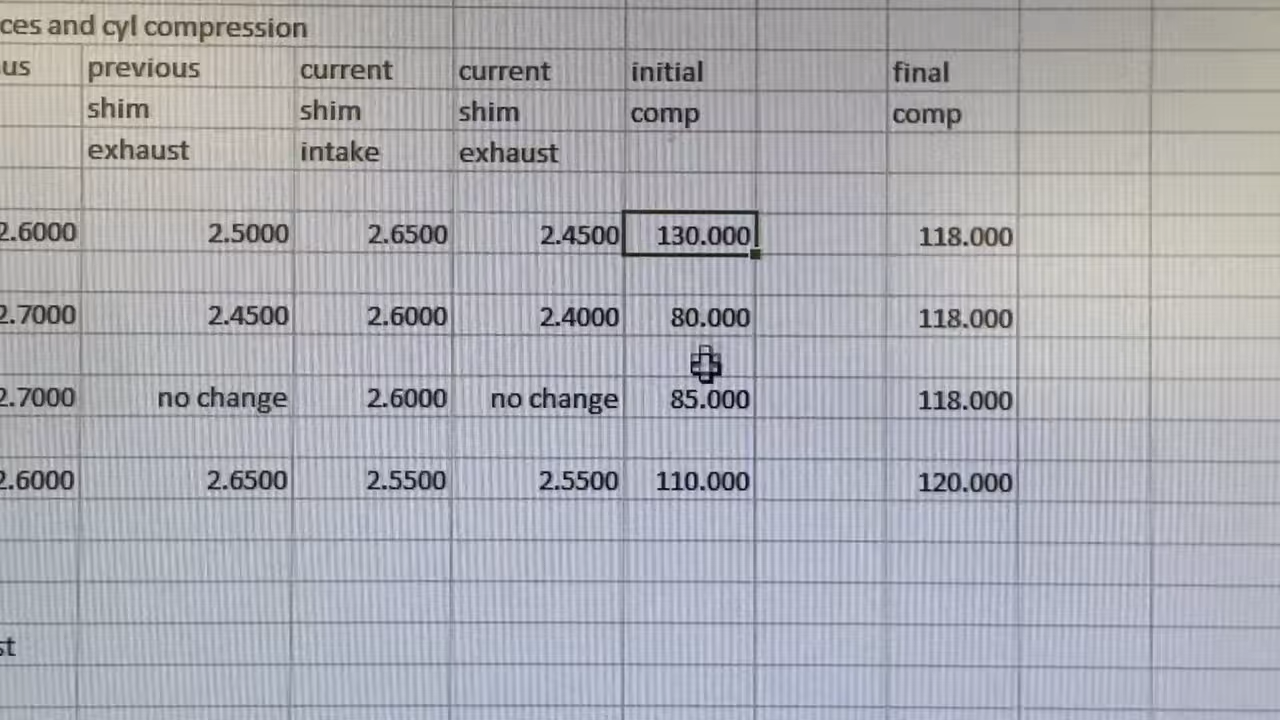 ces and cyl compression
us previous current current initial final
shim shim shim comp comp
exhaust intake exhaust
2.6000 2.5000 2.6500 2.4500 130.000 118.000
2.7000 2.4500 2.6000 2.4000 80.000 118.000
2.7000 no change 2.6000 no change 85.000 118.000
2.6000 2.6500 2.5500 2.5500 110.000 120.000
st